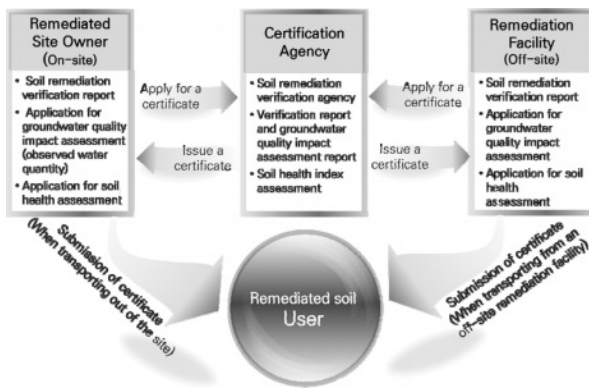 Remediated
Site Owner
(On-site)
• Soil remediation
verification report
• Application for
groundwater quality
impact assessment
(observed water
quantity)
• Application for soil
health assessment
Apply for a
certificate
Issue a
certificate
Certification
Agency
• Soil remediation
verification agency
• Verification report
and groundwater
quality impact
assessment report
• Soil health index
assessment
Apply for a
certificate
Issue a
certificate
Remediation
Facility
(Off-site)
• Soil remediation
verification report
• Application for
groundwater
quality impact
assessment
• Application for soil
health
assessment
Submission of certificate
(When transporting out of the site)
Remediated soil
User
Submission of certificate
(When transporting from an
off-site remediation facility)